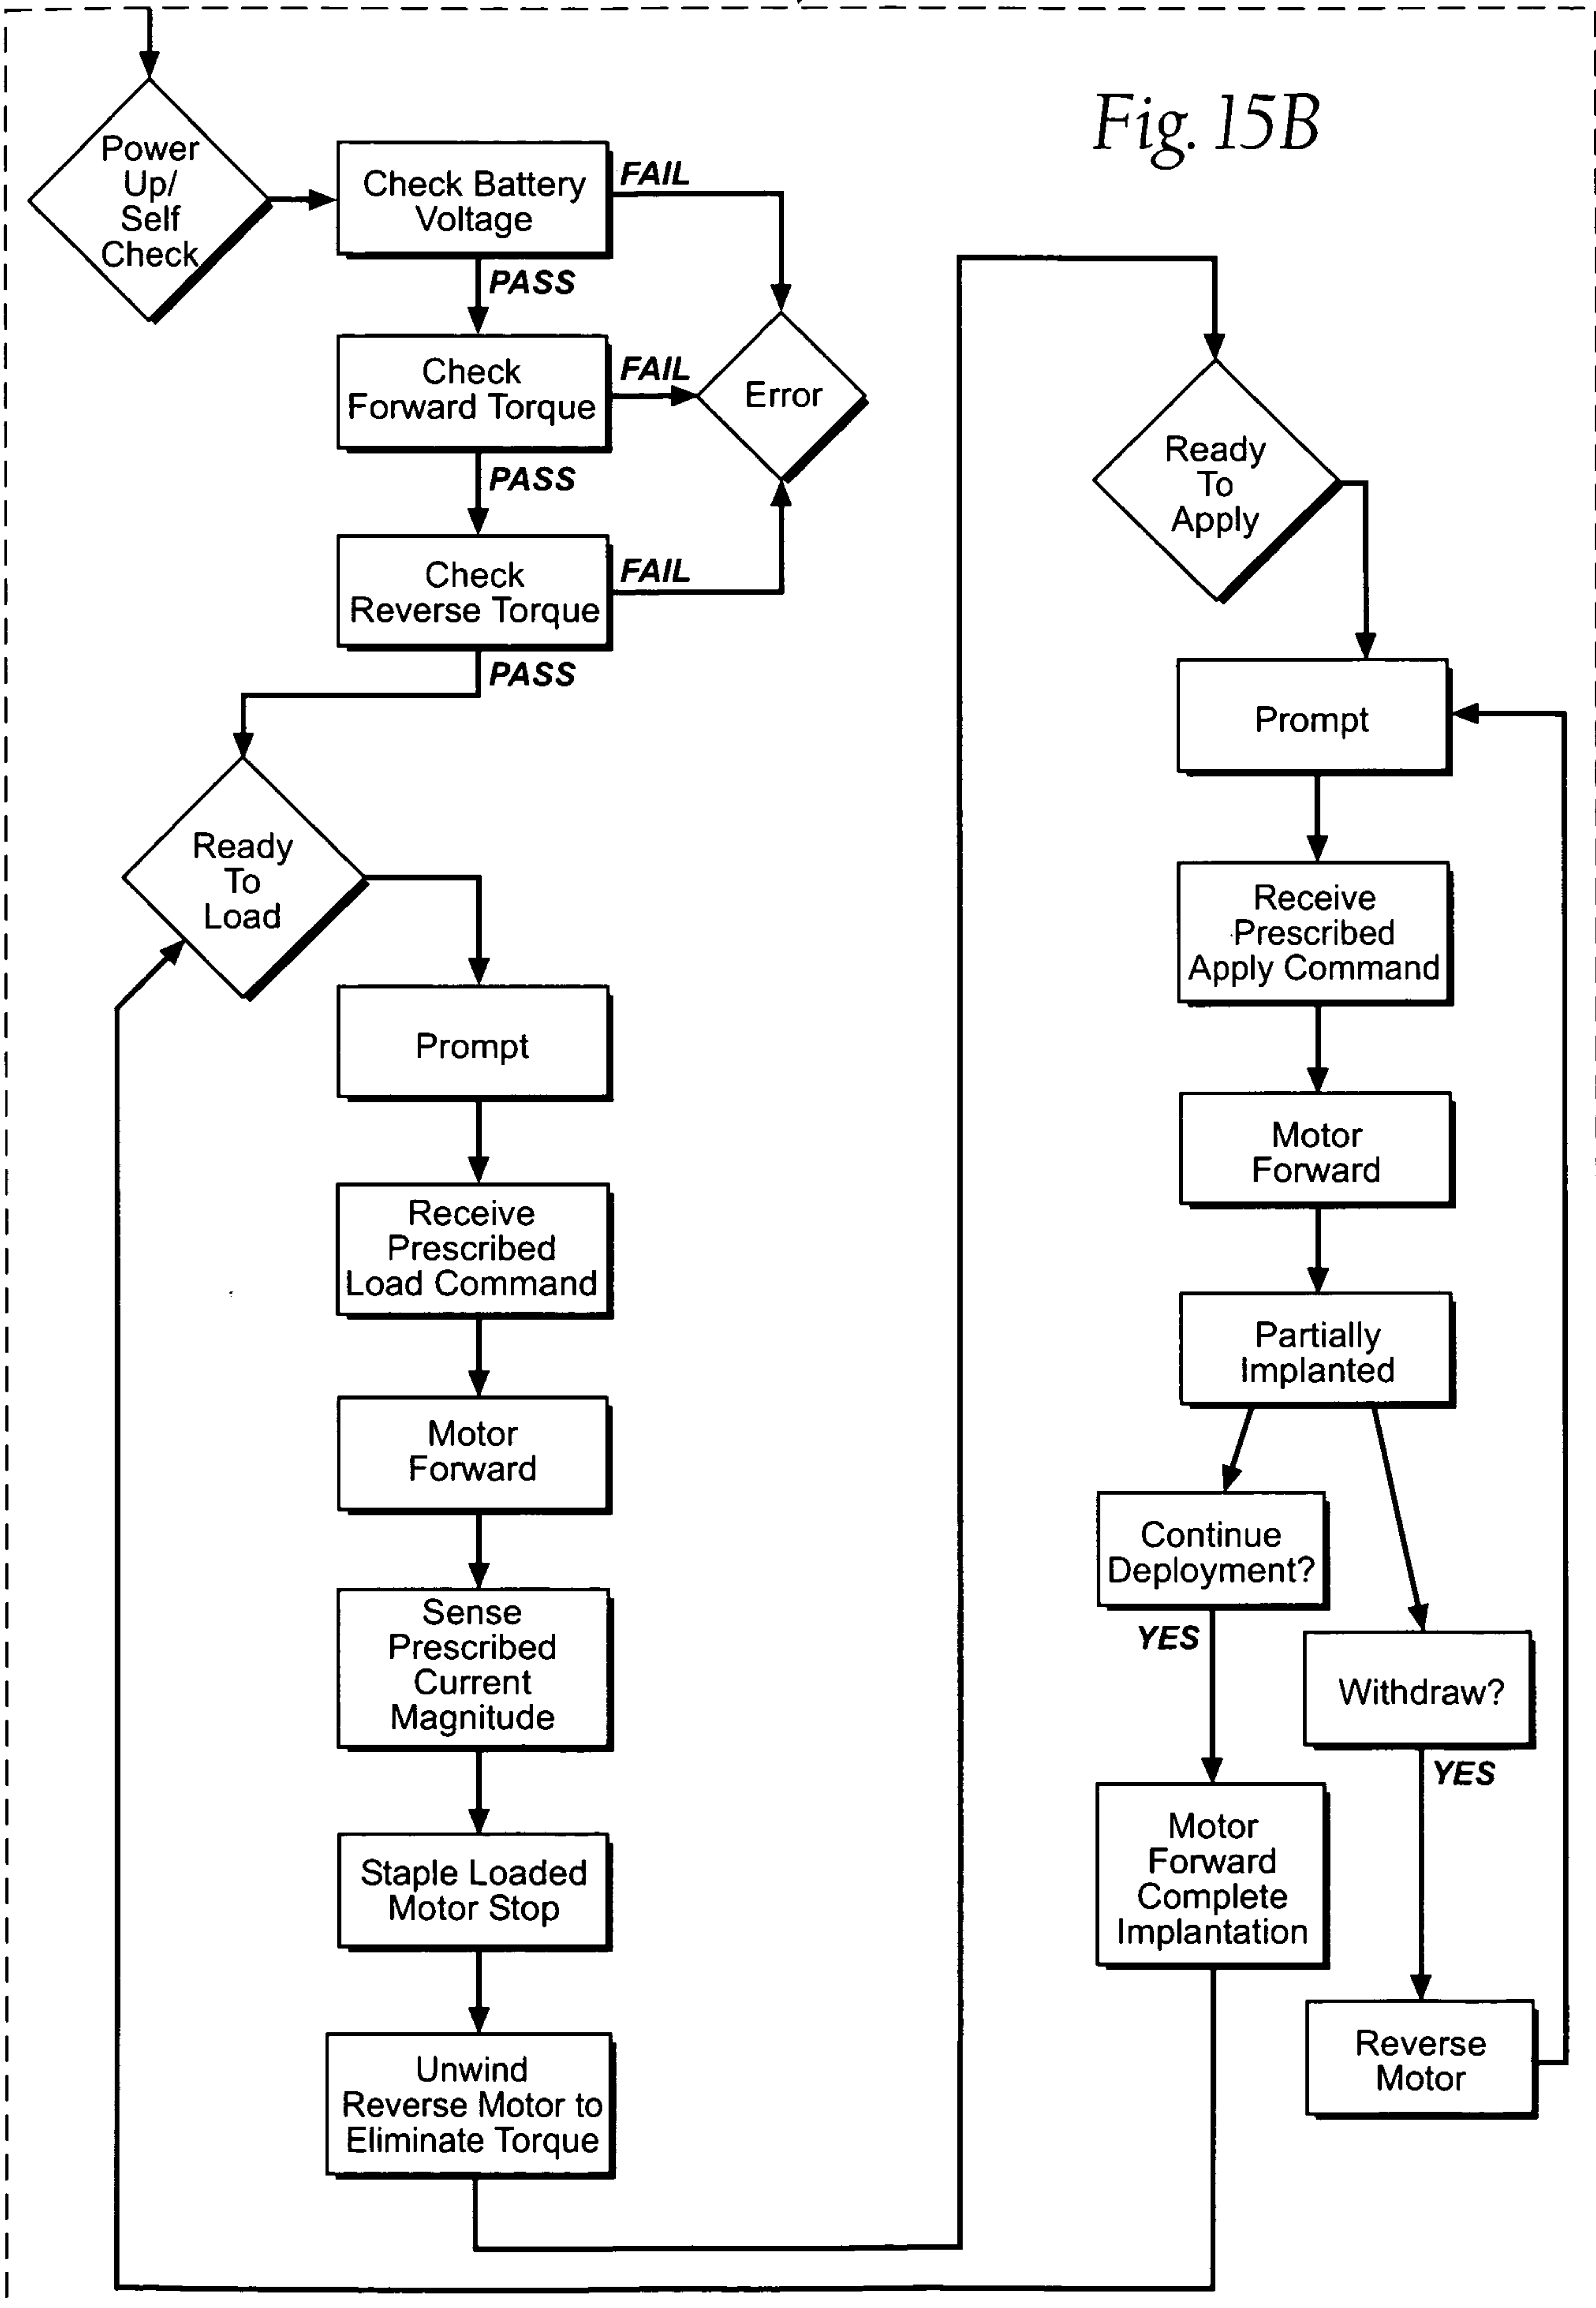 Fig. 15B
Power
Up/
Self
Check
Check Battery
Voltage
FAIL
PASS
Check
Forward Torque
FAIL
Error
PASS
Check
Reverse Torque
FAIL
PASS
Ready
To
Load
Prompt
Receive
Prescribed
Load Command
Motor
Forward
Sense
Prescribed
Current
Magnitude
Staple Loaded
Motor Stop
Unwind
Reverse Motor to
Eliminate Torque
Ready
To
Apply
Prompt
Receive
Prescribed
Apply Command
Motor
Forward
Partially
Implanted
Continue
Deployment?
YES
Motor
Forward
Complete
Implantation
Withdraw?
YES
Reverse
Motor